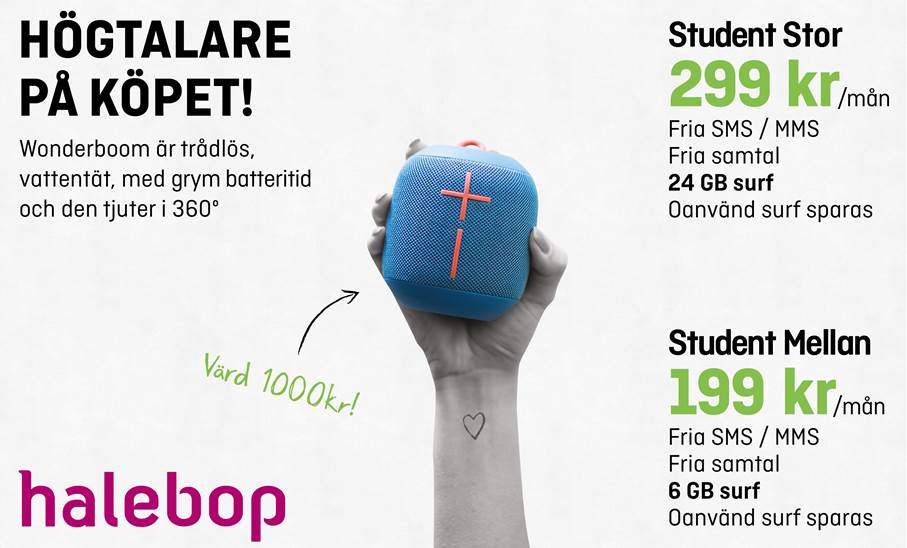 HÖGTALARE
PÅ KÖPET!
Wonderboom är trådlös,
vattentät, med grym batteritid
och den tjuter i 360°
Värd 1000kr!
halebop
Student Stor
299 kr/mån
Fria SMS / MMS
Fria samtal
24 GB surf
Oanvänd surf sparas
Student Mellan
199 kr/mån
Fria SMS / MMS
Fria samtal
6 GB surf
Oanvänd surf sparas